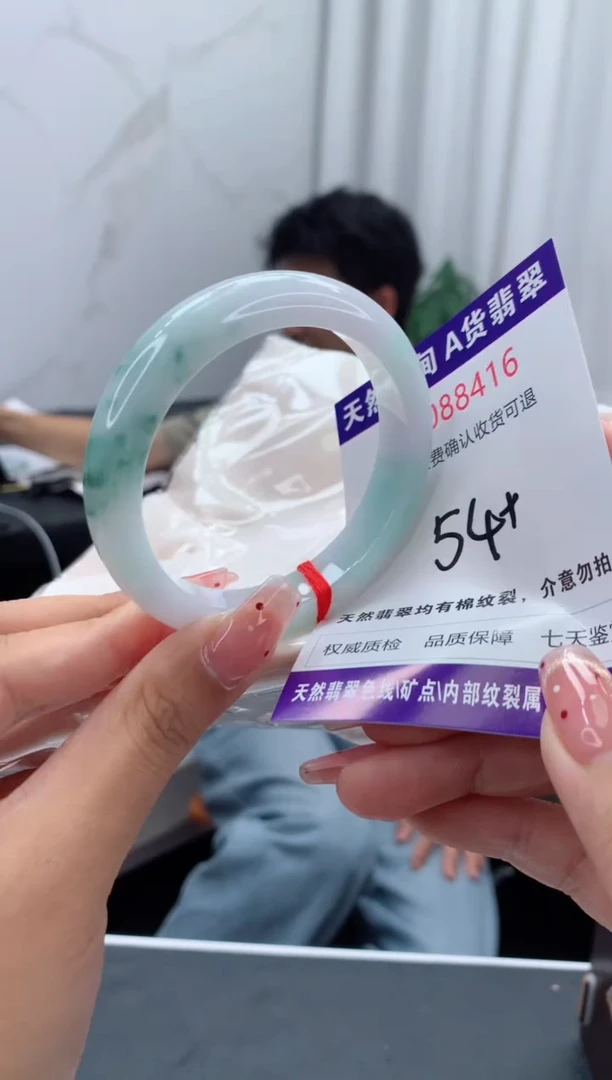 天然 间 A货翡翠
088416
费确认收货可退
54+
天然翡翠均有棉纹裂，介意勿拍
权威质检 品质保障 七天鉴
天然翡翠色线\矿点\内部纹裂属